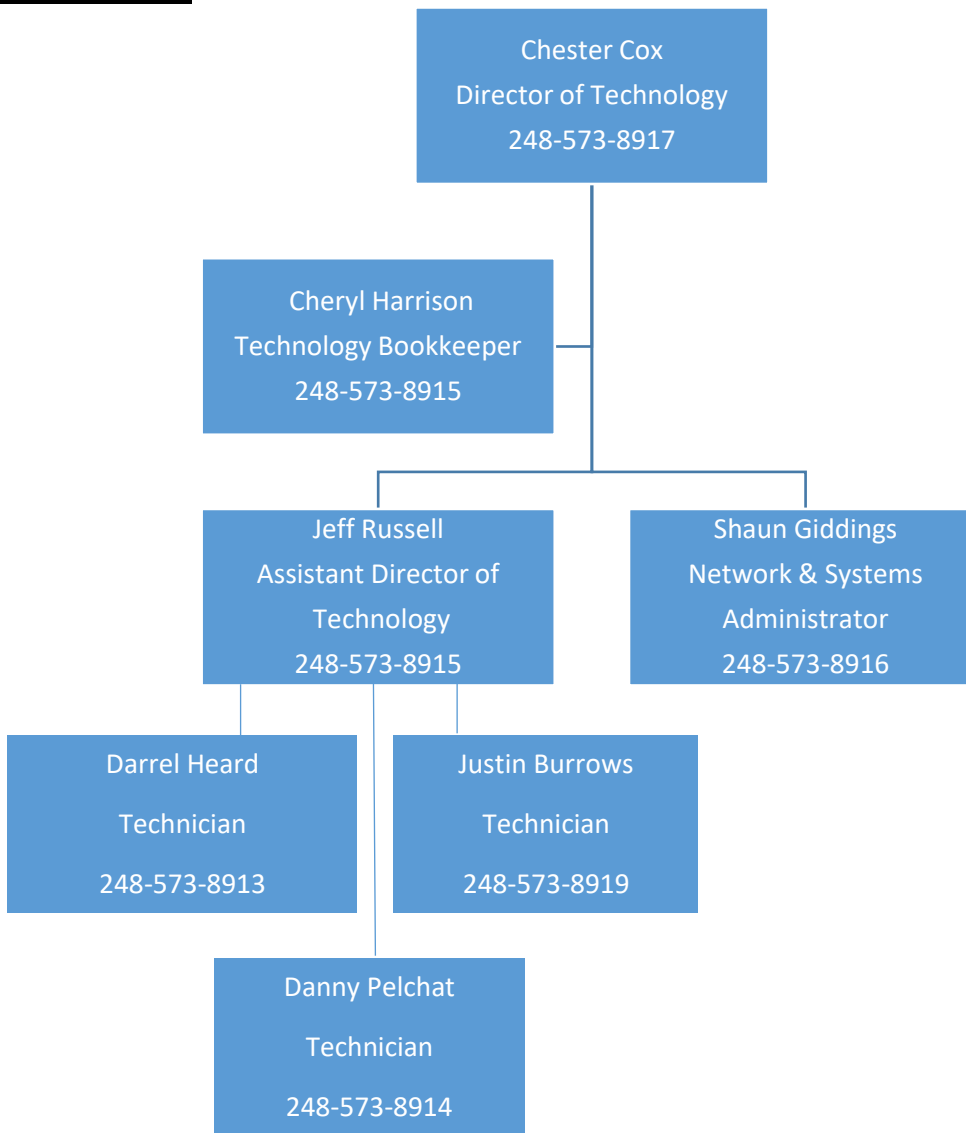 Chester Cox
Director of Technology
248-573-8917
Cheryl Harrison
Technology Bookkeeper
248-573-8915
Jeff Russell
Assistant Director of
Technology
248-573-8915
Shaun Giddings
Network & Systems
Administrator
248-573-8916
Darrel Heard
Technician
248-573-8913
Justin Burrows
Technician
248-573-8919
Danny Pelchat
Technician
248-573-8914